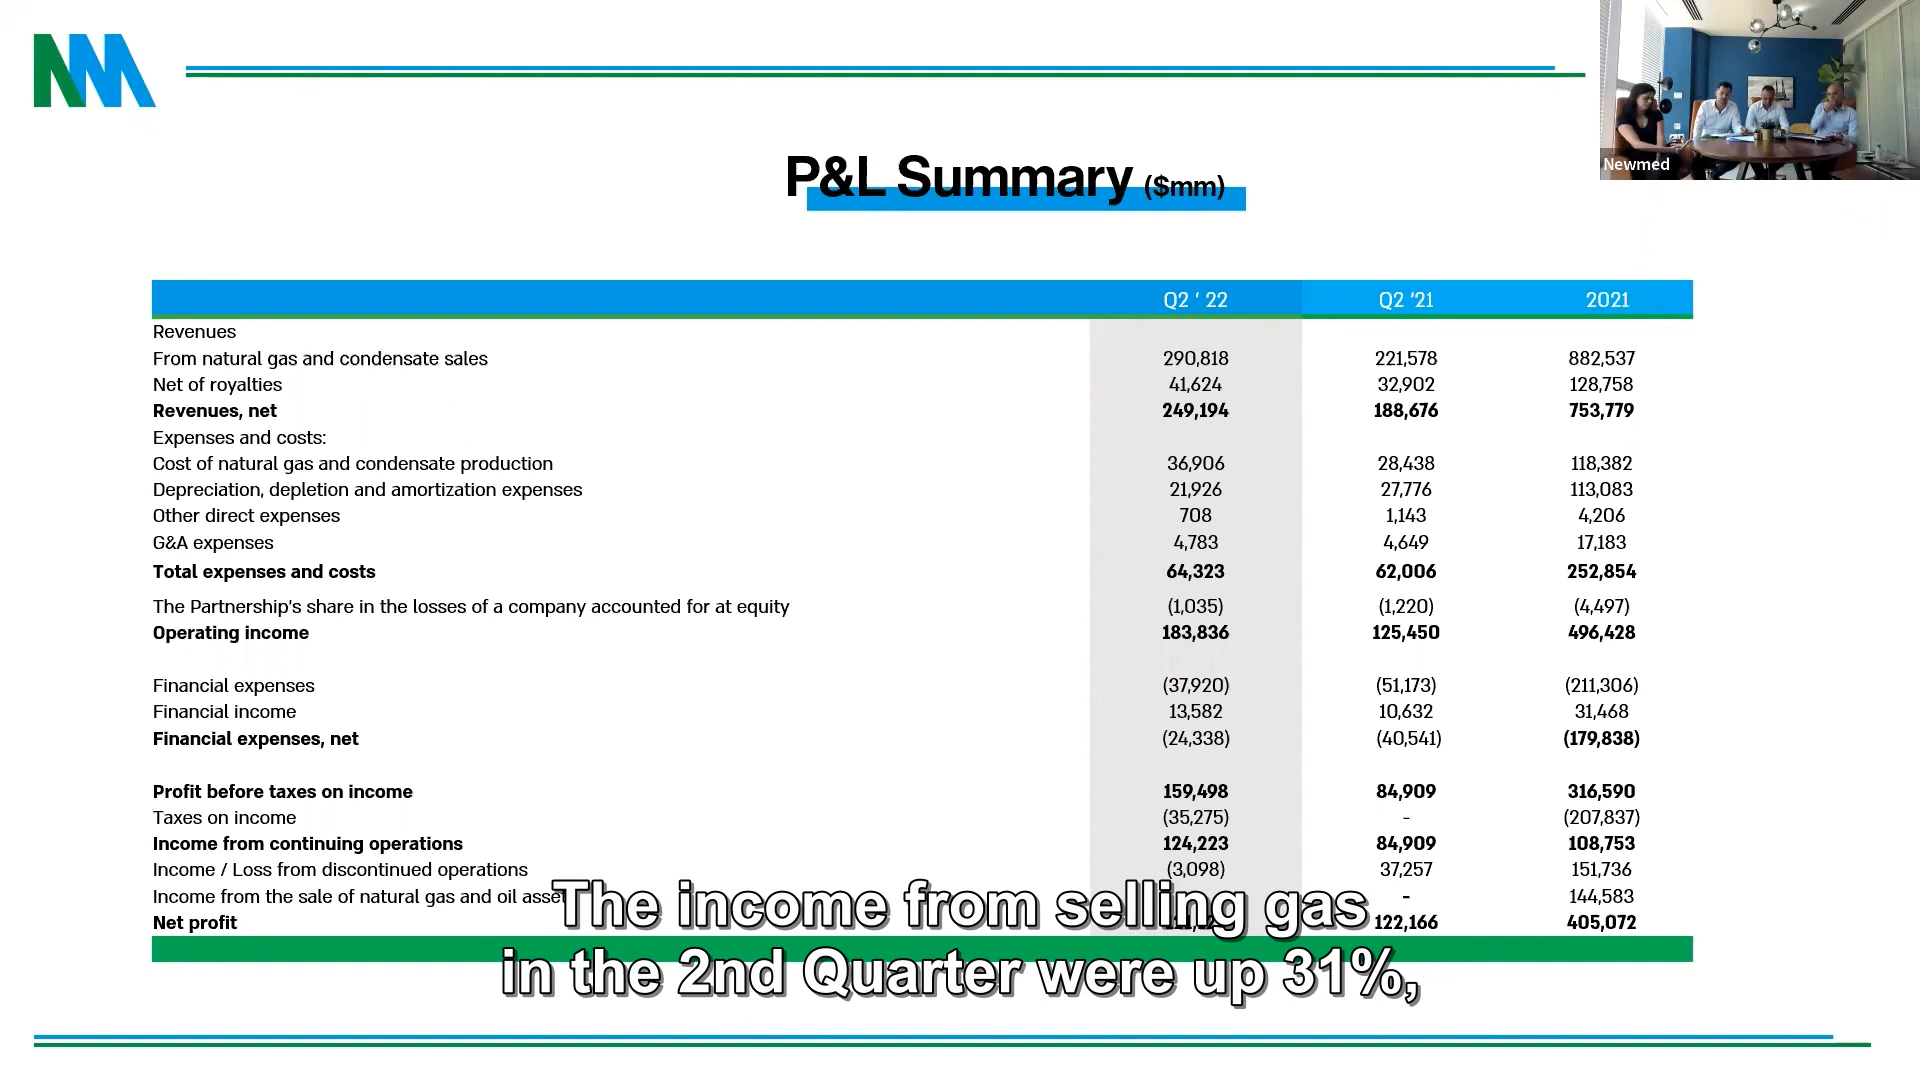 NM
Newmed
P&L Summary ($mm)
Q2 ' 22 Q2 '21 2021
Revenues
From natural gas and condensate sales 290,818 221,578 882,537
Net of royalties 41,624 32,902 128,758
Revenues, net 249,194 188,676 753,779
Expenses and costs:
Cost of natural gas and condensate production 36,906 28,438 118,382
Depreciation, depletion and amortization expenses 21,926 27,776 113,083
Other direct expenses 708 1,143 4,206
G&A expenses 4,783 4,649 17,183
Total expenses and costs 64,323 62,006 252,854
The Partnership's share in the losses of a company accounted for at equity (1,035) (1,220) (4,497)
Operating income 183,836 125,450 496,428
Financial expenses (37,920) (51,173) (211,306)
Financial income 13,582 10,632 31,468
Financial expenses, net (24,338) (40,541) (179,838)
Profit before taxes on income 159,498 84,909 316,590
Taxes on income (35,275) - (207,837)
Income from continuing operations 124,223 84,909 108,753
Income / Loss from discontinued operations (3,098) 37,257 151,736
Income from the sale of natural gas and oil - 144,583
Net profit 122,166 405,072
The income from selling gas
in the 2nd Quarter were up 31%,